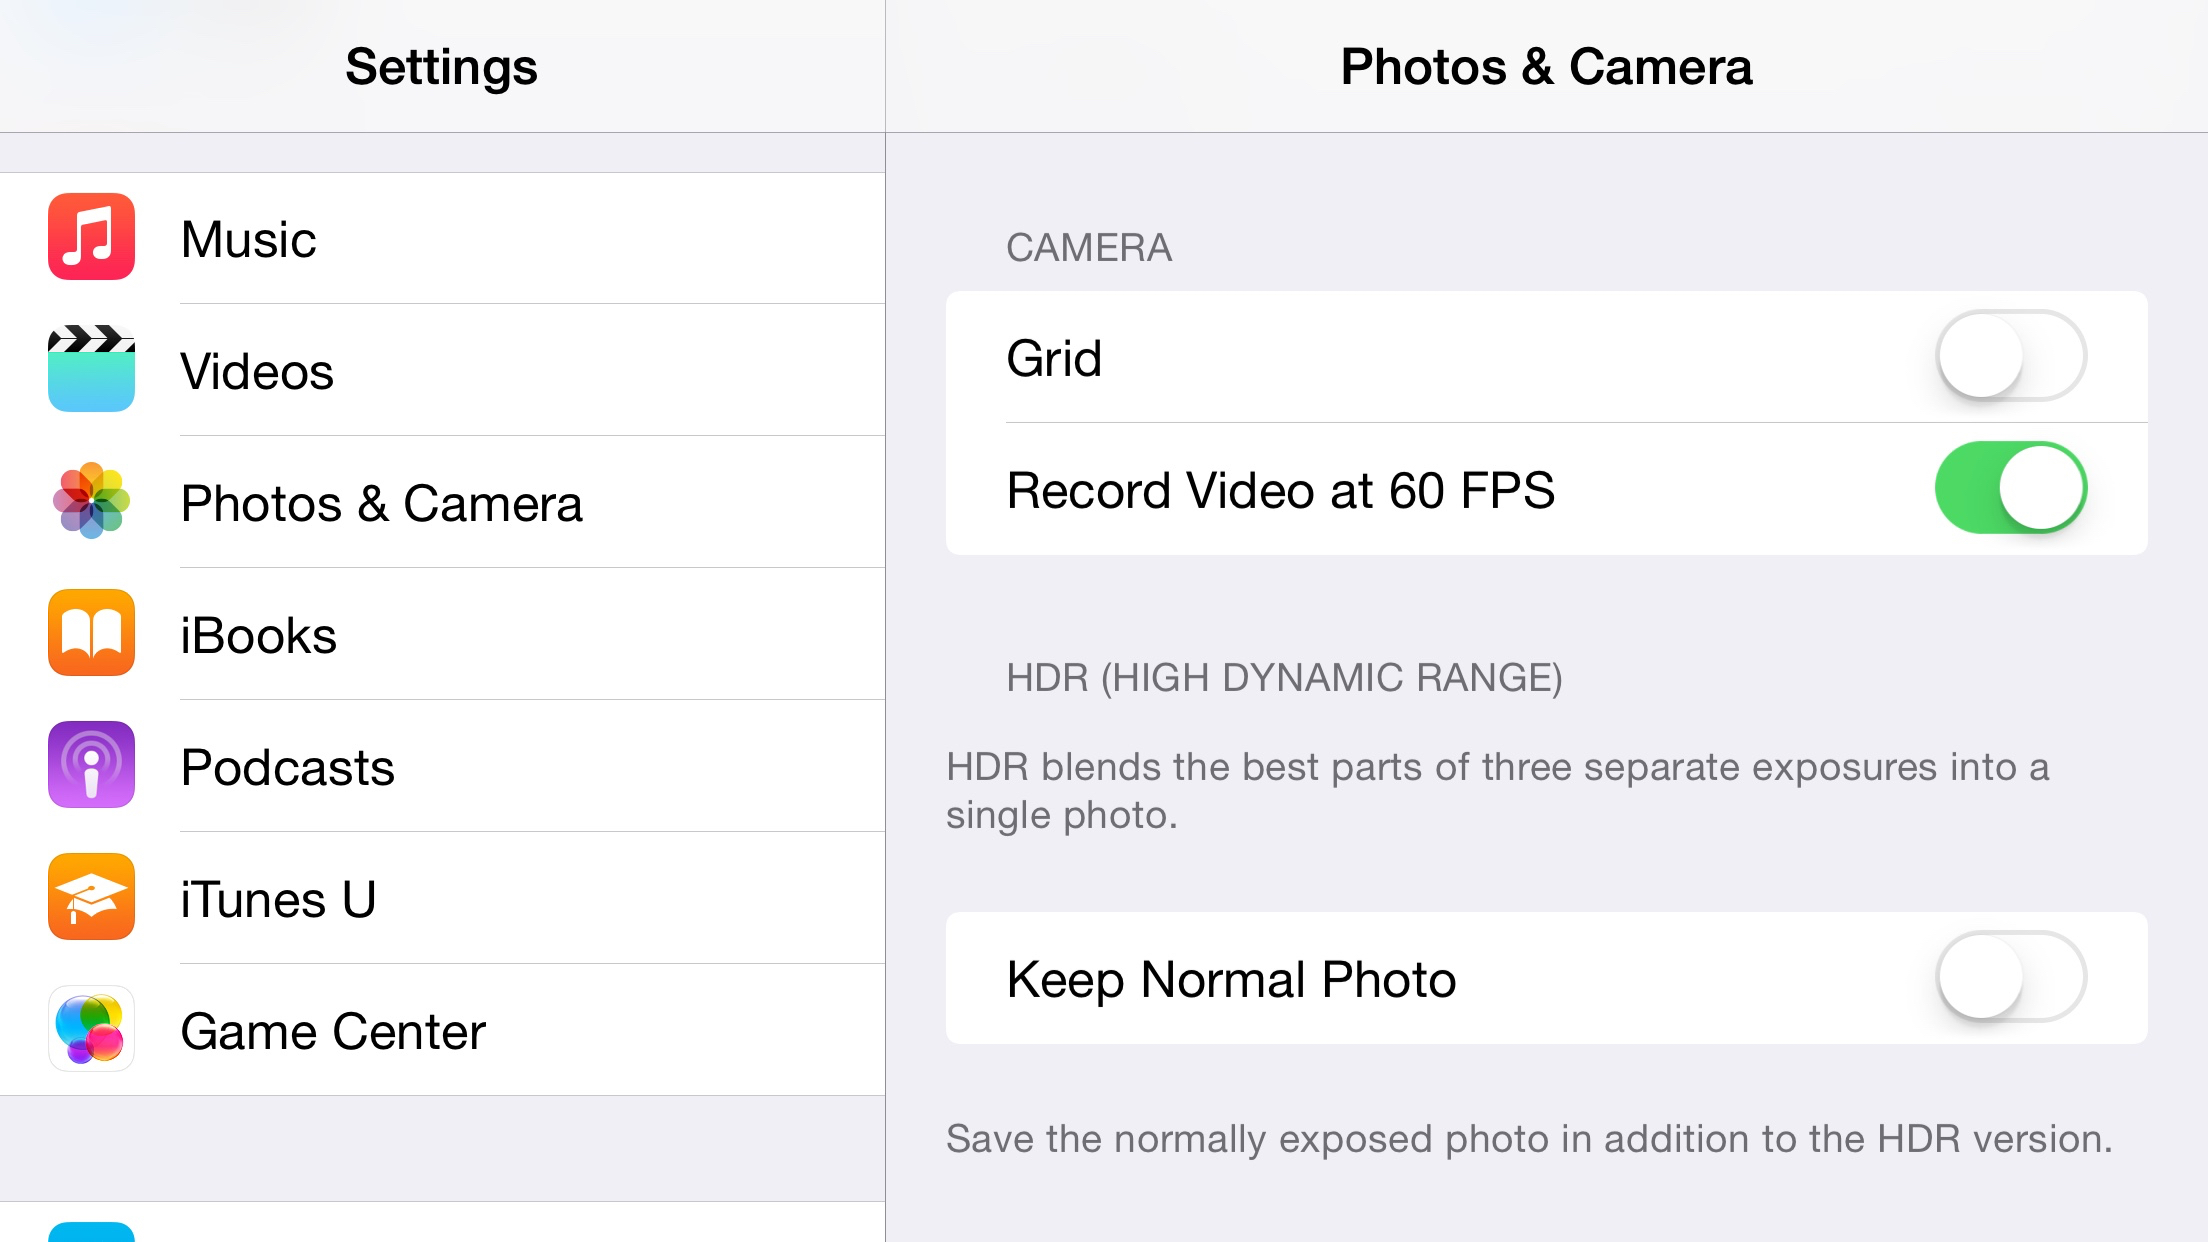 Settings
Music
Videos
Photos & Camera
iBooks
Podcasts
iTunes U
Game Center
Photos & Camera
CAMERA
Grid
Record Video at 60 FPS
HDR (HIGH DYNAMIC RANGE)
HDR blends the best parts of three separate exposures into a
single photo.
Keep Normal Photo
Save the normally exposed photo in addition to the HDR version.